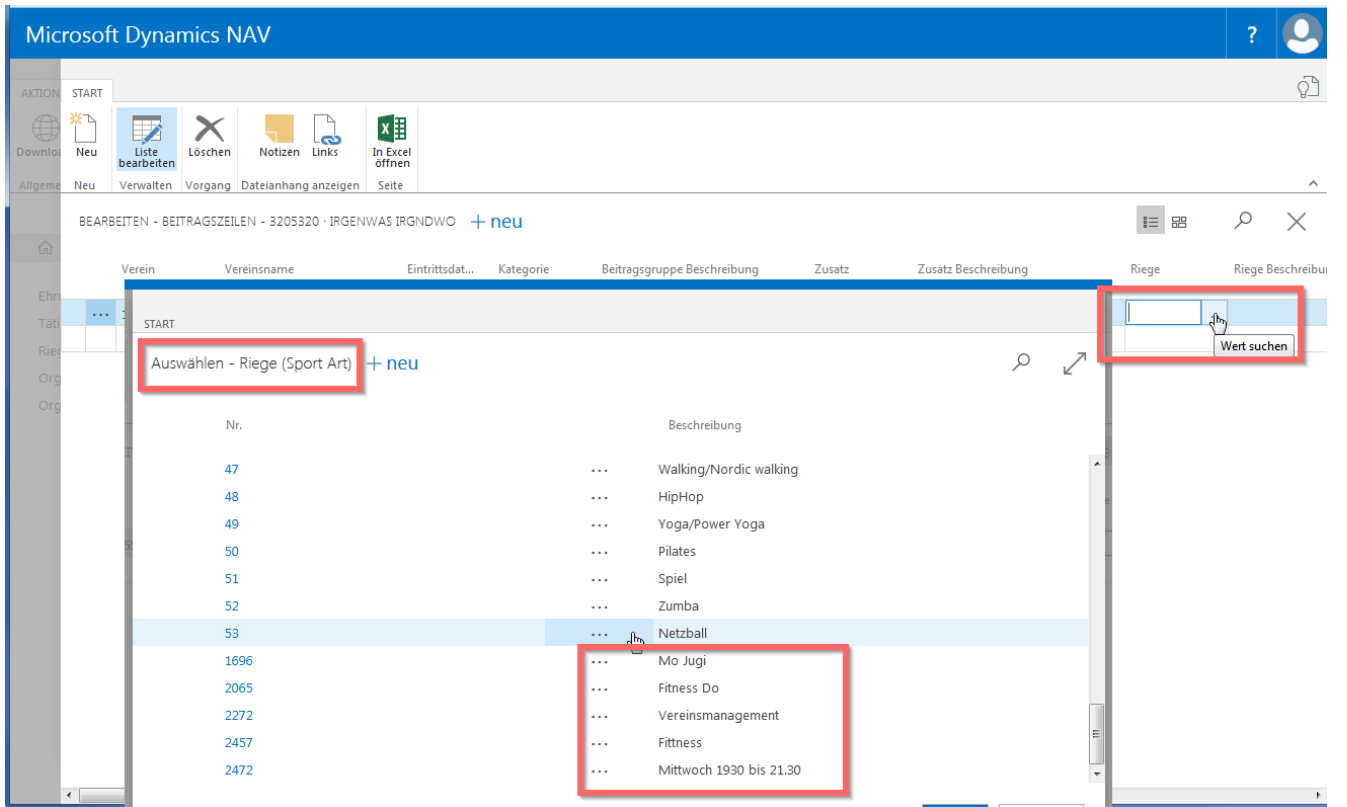 Microsoft Dynamics NAV
?
AKTION START
Neu
Liste bearbeiten
Löschen
Notizen
Links
In Excel öffnen
Allgeme Neu Verwalten Vorgang Dateianhang anzeigen Seite
BEARBEITEN - BEITRAGSZEILEN - 3205320 · IRGENWAS IRGNDWO + neu
Verein Vereinsname Eintrittsdat... Kategorie Beitragsgruppe Beschreibung Zusatz Zusatz Beschreibung Riege Riege Beschreibu
Ehr
Täti
START
Wert suchen
Auswählen - Riege (Sport Art) + neu
Org
Org
Nr. Beschreibung
47 ... Walking/Nordic walking
48 ... HipHop
49 ... Yoga/Power Yoga
50 ... Pilates
51 ... Spiel
52 ... Zumba
53 ... Netzball
1696 ... Mo Jugi
2065 ... Fitness Do
2272 ... Vereinsmanagement
2457 ... Fittness
2472 ... Mittwoch 1930 bis 21.30